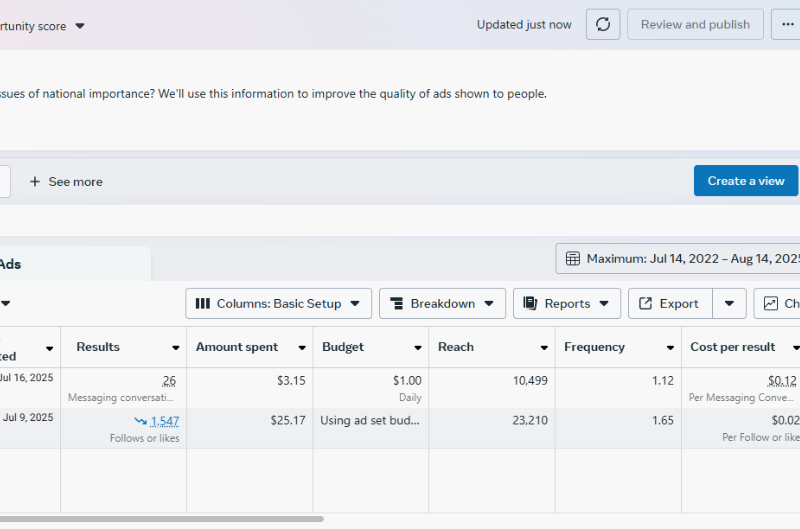 rtunity score
Updated just now
Review and publish
ssues of national importance? We'll use this information to improve the quality of ads shown to people.
+ See more
Create a view
Ads
Maximum: Jul 14, 2022 – Aug 14, 2025
Columns: Basic Setup
Breakdown
Reports
Export
Ch
ted
Results
Amount spent
Budget
Reach
Frequency
Cost per result
Jul 16, 2025
26
$3.15
$1.00
10,499
1.12
$0.12
Messaging conversati...
Daily
Per Messaging Conve...
Jul 9, 2025
1,547
$25.17
Using ad set bud...
23,210
1.65
$0.02
Follows or likes
Per Follow or like